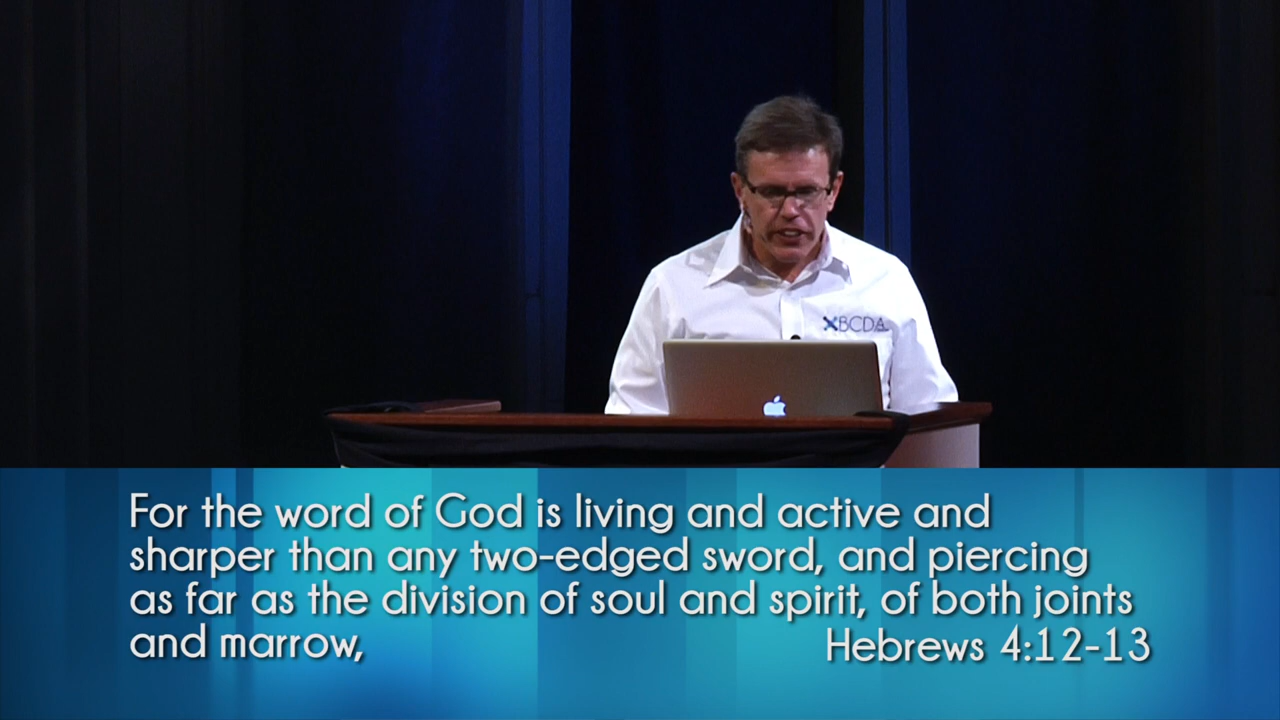 BCDA
For the word of God is living and active and
sharper than any two-edged sword, and piercing
as far as the division of soul and spirit, of both joints
and marrow,
Hebrews 4:12-13